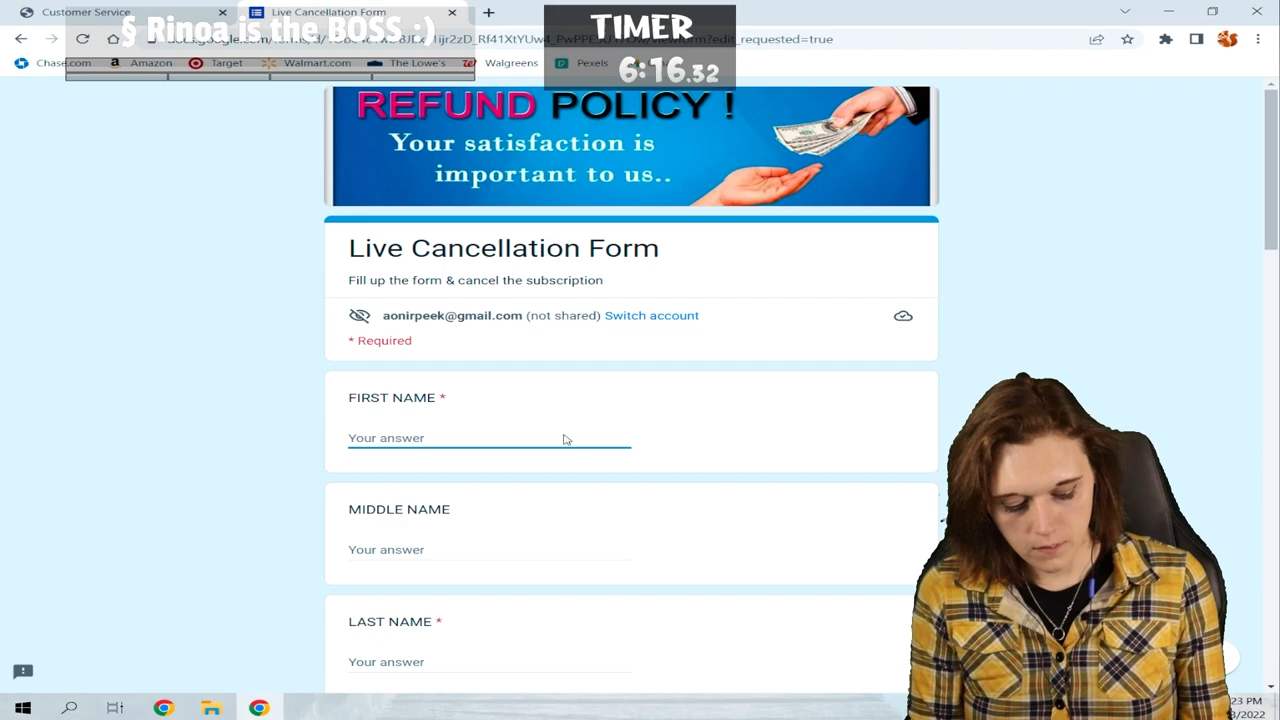 Customer Service
Live Cancellation Form
§ Rinoa is the BOSS :)
TIMER
6:16.32
Chase.com
Amazon
Target
Walmart.com
The Lowe's
Walgreens
Pexels
REFUND POLICY !
Your satisfaction is
important to us..
Live Cancellation Form
Fill up the form & cancel the subscription
aonirpeek@gmail.com (not shared) Switch account
* Required
FIRST NAME *
Your answer
MIDDLE NAME
Your answer
LAST NAME *
Your answer